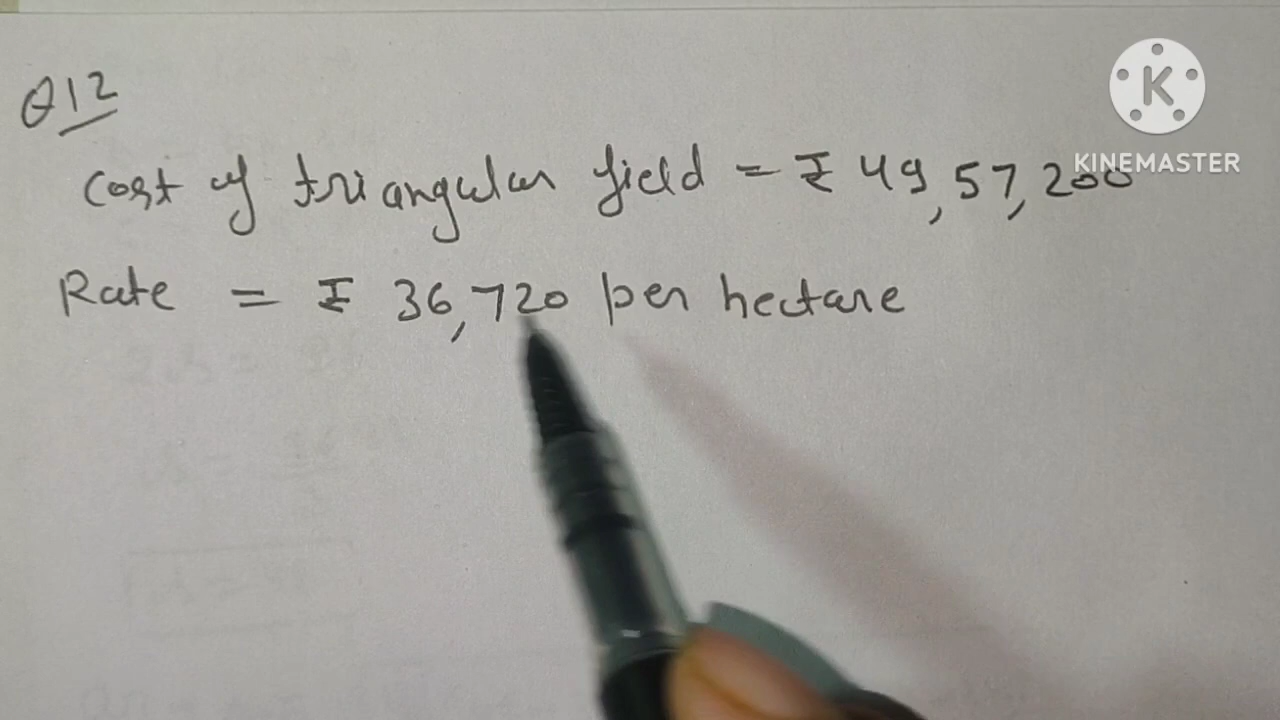 Q12
KINEMASTER
Cost of triangular field = ₹ 49,57,200
Rate = ₹ 36,720 per hectare